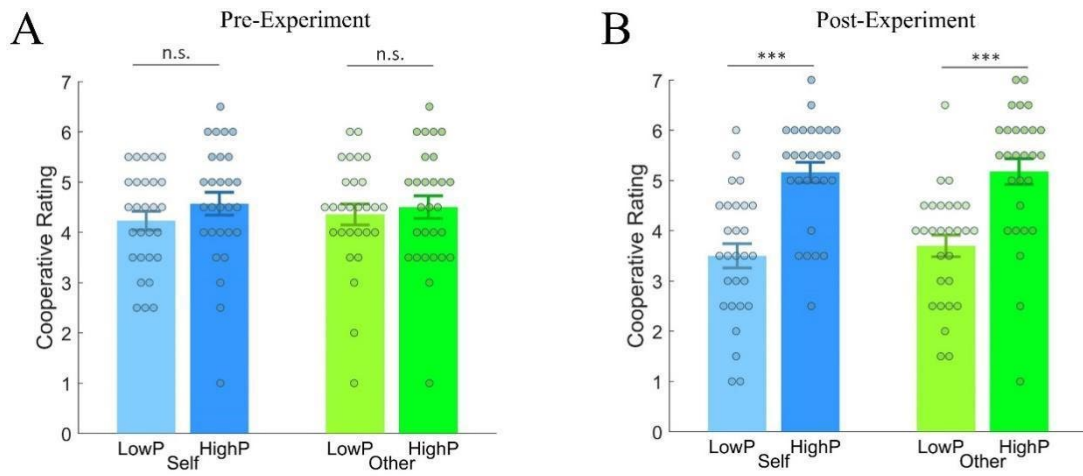 A
Pre-Experiment
n.s.
n.s.
Cooperative Rating
7
6
5
4
3
2
1
0
LowP
HighP
LowP
HighP
Self
Other
B
Post-Experiment
***
***
Cooperative Rating
7
6
5
4
3
2
1
0
LowP
HighP
LowP
HighP
Self
Other